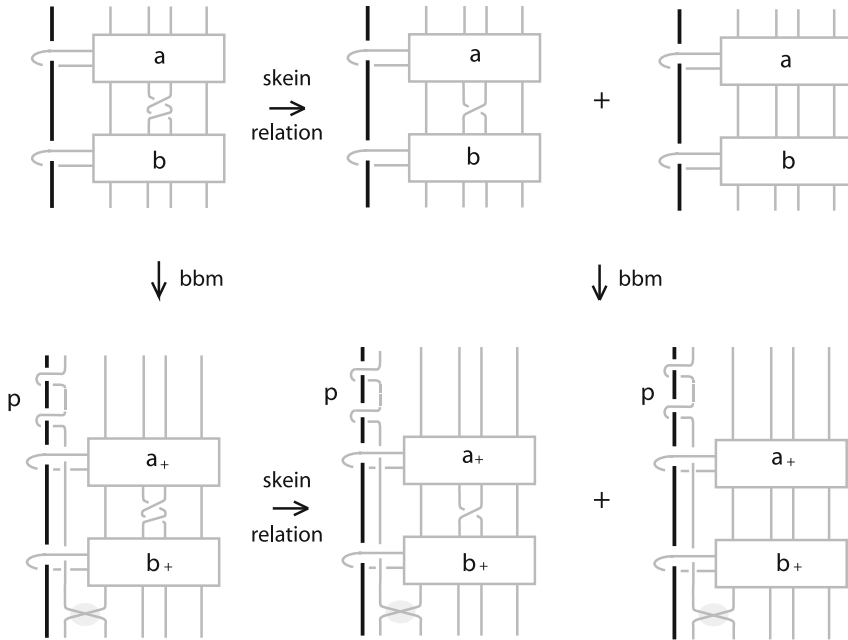 a
skein
relation
a
+
a
b
b
b
bbm
bbm
p
p
p
a+
skein
relation
a+
+
a+
b+
b+
b+